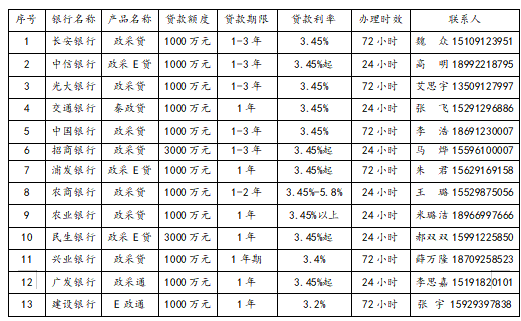 序号 银行名称 产品名称 贷款额度 贷款期限 贷款利率 办理时效 联系人
1 长安银行 政采贷 1000万元 1-3年 3.45% 72小时 魏 众 15109123951
2 中信银行 政采E贷 1000万元 1-3年 3.45%起 24小时 高 明 18992218795
3 光大银行 政采贷 1000万元 1-3年 3.45% 72小时 艾思宇 13509127997
4 交通银行 秦政贷 1000万元 1年 3.45% 24小时 张 飞 15291296886
5 中国银行 政采贷 1000万元 1-3年 3.45% 72小时 李 浩 18691230007
6 招商银行 政采贷 3000万元 1-3年 3.45%起 24小时 马 烨 15596100007
7 浦发银行 政采E贷 1000万元 1年 3.45%起 72小时 朱 君 15629169158
8 农商银行 政采贷 1000万元 1-2年 3.45%-5.8% 24小时 王 璐 15529875056
9 农业银行 政采贷 1000万元 1年 3.45%以上 24小时 米璐洁 18966997666
10 民生银行 政采E贷 3000万元 1年 3.45%起 24小时 郝双双 15991225850
11 兴业银行 政采贷 1000万元 1年期 3.4% 72小时 薛万隆 18709258523
12 广发银行 政采通 1000万元 1年 3.45%起 24小时 李思嘉 15191820101
13 建设银行 E政通 1000万元 1年 3.2% 72小时 张 宇 15929397838